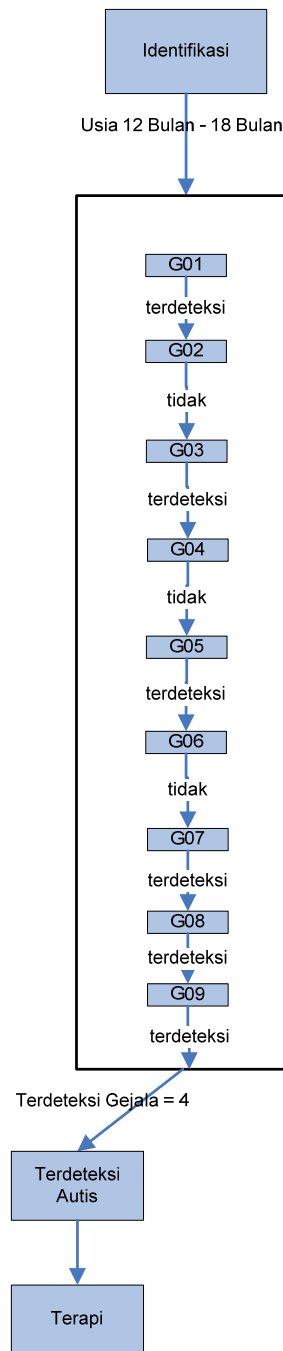 Identifikasi
Usia 12 Bulan - 18 Bulan
G01
terdeteksi
G02
tidak
G03
terdeteksi
G04
tidak
G05
terdeteksi
G06
tidak
G07
terdeteksi
G08
terdeteksi
G09
terdeteksi
Terdeteksi Gejala = 4
Terdeteksi
Autis
Terapi